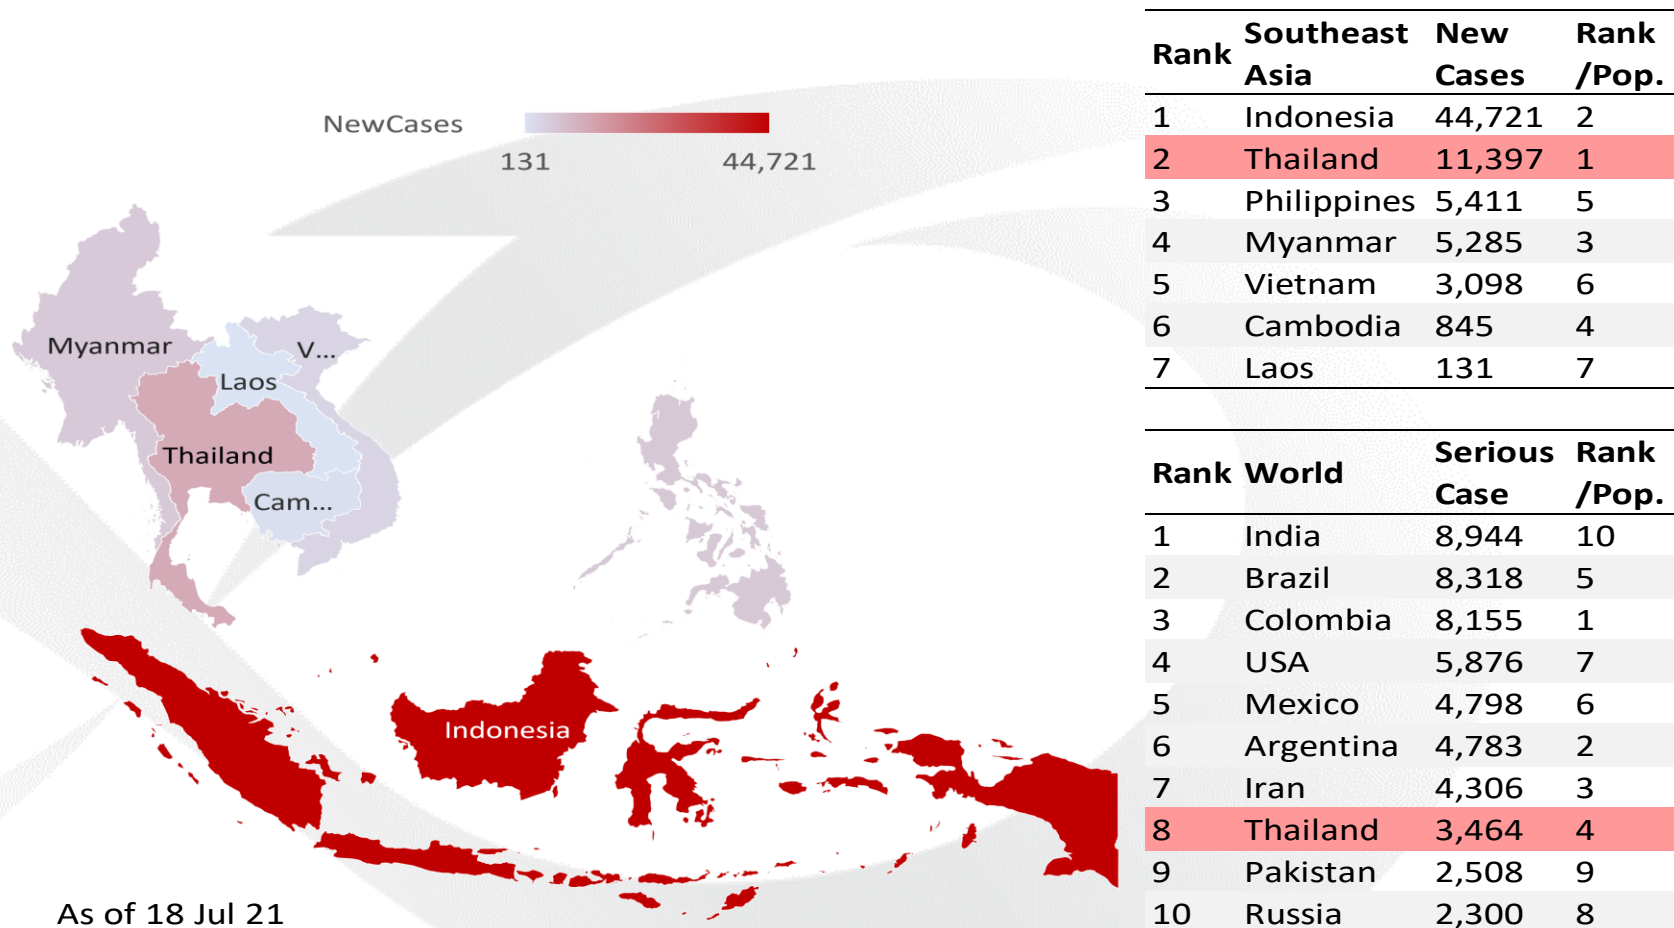 NewCases
131 44,721
Myanmar
V...
Laos
Thailand
Cam...
Indonesia
As of 18 Jul 21
Rank Southeast Asia New Cases Rank /Pop.
1 Indonesia 44,721 2
2 Thailand 11,397 1
3 Philippines 5,411 5
4 Myanmar 5,285 3
5 Vietnam 3,098 6
6 Cambodia 845 4
7 Laos 131 7
Rank World Serious Case Rank /Pop.
1 India 8,944 10
2 Brazil 8,318 5
3 Colombia 8,155 1
4 USA 5,876 7
5 Mexico 4,798 6
6 Argentina 4,783 2
7 Iran 4,306 3
8 Thailand 3,464 4
9 Pakistan 2,508 9
10 Russia 2,300 8